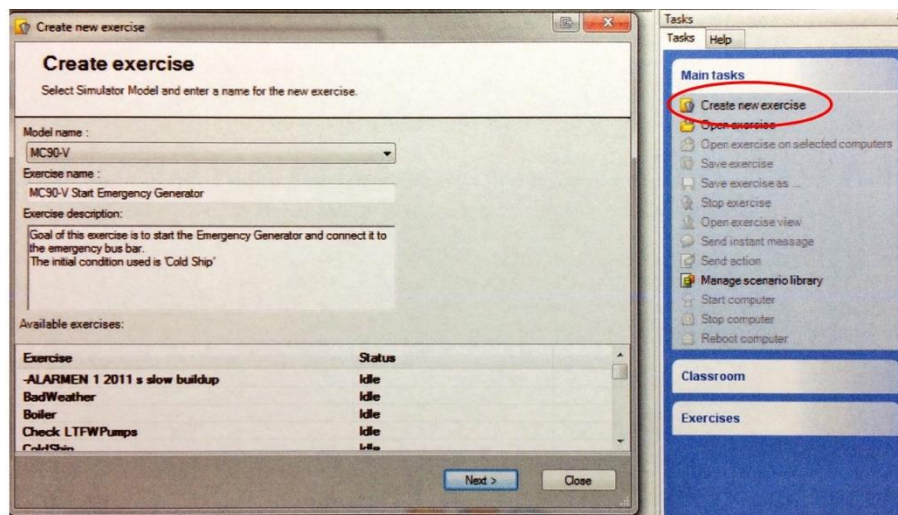 Create new exercise
Create exercise
Select Simulator Model and enter a name for the new exercise.
Model name :
MC90-V
Exercise name :
MC90-V Start Emergency Generator
Exercise description:
Goal of this exercise is to start the Emergency Generator and connect it to
the emergency bus bar.
The initial condition used is 'Cold Ship'
Available exercises:
Exercise Status
-ALARMEN 1 2011 s slow buildup Idle
BadWeather Idle
Boiler Idle
Check LTFWPumps Idle
ColdShip Idle
Next > Close
Tasks
Tasks Help
Main tasks
Create new exercise
Open exercise
Open exercise on selected computers
Save exercise
Save exercise as ...
Stop exercise
Open exercise view
Send instant message
Send action
Manage scenario library
Start computer
Stop computer
Reboot computer
Classroom
Exercises